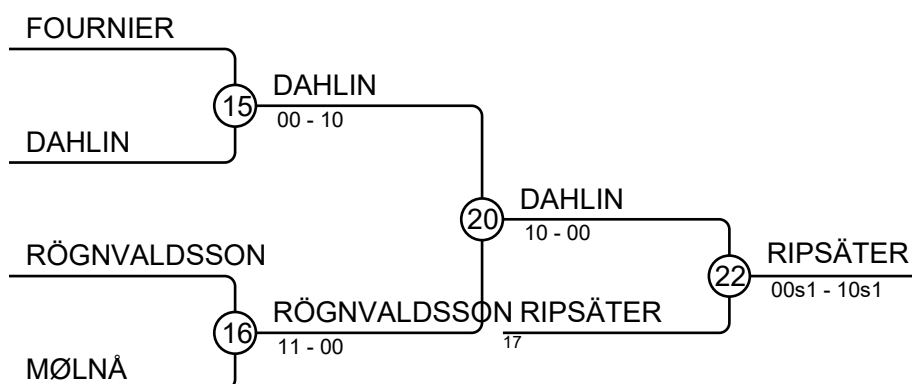 FOURNIER
15
DAHLIN
00 - 10
DAHLIN
20
DAHLIN
10 - 00
RÖGNVALDSSON
22
RIPSÄTER
00s1 - 10s1
16
RÖGNVALDSSON
11 - 00
RIPSÄTER
17
MØLNÅ